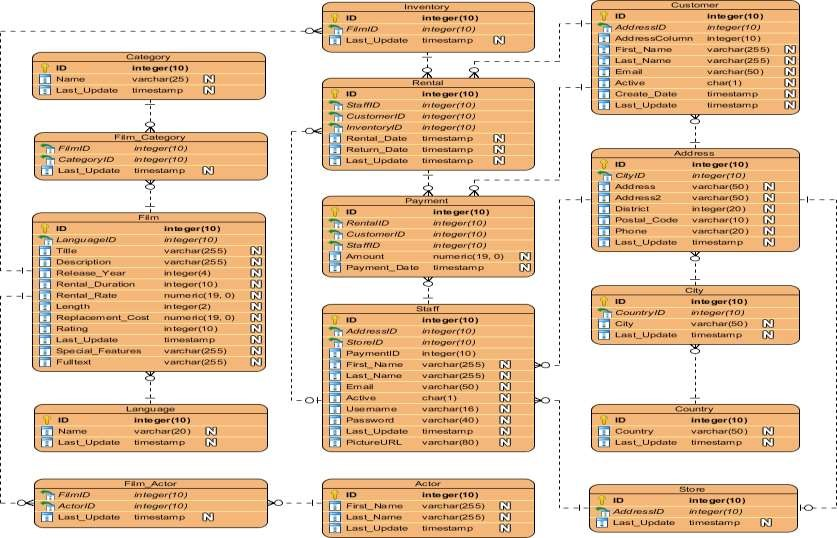 Category
ID integer(10)
Name varchar(25) N
Last_Update timestamp N
Film_Category
FilmID integer(10)
CategoryID integer(10)
Last_Update timestamp N
Film
ID integer(10)
LanguageID integer(10)
Title varchar(255) N
Description varchar(255) N
Release_Year integer(4) N
Rental_Duration integer(10) N
Rental_Rate numeric(19, 0) N
Length integer(2) N
Replacement_Cost numeric(19, 0) N
Rating integer(10) N
Last_Update timestamp N
Special_Features varchar(255) N
Fulltext varchar(255) N
Language
ID integer(10)
Name varchar(20) N
Last_Update timestamp N
Film_Actor
FilmID integer(10)
ActorID integer(10)
Last_Update timestamp N
Inventory
ID integer(10)
FilmID integer(10)
Last_Update timestamp N
Rental
ID integer(10)
StaffID integer(10)
CustomerID integer(10)
InventoryID integer(10)
Rental_Date timestamp N
Return_Date timestamp N
Last_Update timestamp N
Payment
ID integer(10)
RentalID integer(10)
CustomerID integer(10)
StaffID integer(10)
Amount numeric(19, 0) N
Payment_Date timestamp N
Staff
ID integer(10)
AddressID integer(10)
StoreID integer(10)
PaymentID integer(10)
First_Name varchar(255) N
Last_Name varchar(255) N
Email varchar(50) N
Active char(1) N
Username varchar(16) N
Password varchar(40) N
Last_Update timestamp N
PictureURL varchar(80) N
Actor
ID integer(10)
First_Name varchar(255) N
Last_Name varchar(255) N
Last_Update timestamp N
Customer
ID integer(10)
AddressID integer(10)
AddressColumn integer(10)
First_Name varchar(255) N
Last_Name varchar(255) N
Email varchar(50) N
Active char(1) N
Create_Date timestamp N
Last_Update timestamp N
Address
ID integer(10)
CityID integer(10)
Address varchar(50) N
Address2 varchar(50) N
District integer(20) N
Postal_Code varchar(10) N
Phone varchar(20) N
Last_Update timestamp N
City
ID integer(10)
CountryID integer(10)
City varchar(50) N
Last_Update timestamp N
Country
ID integer(10)
Country varchar(50) N
Last_Update timestamp N
Store
ID integer(10)
AddressID integer(10)
Last_Update timestamp N